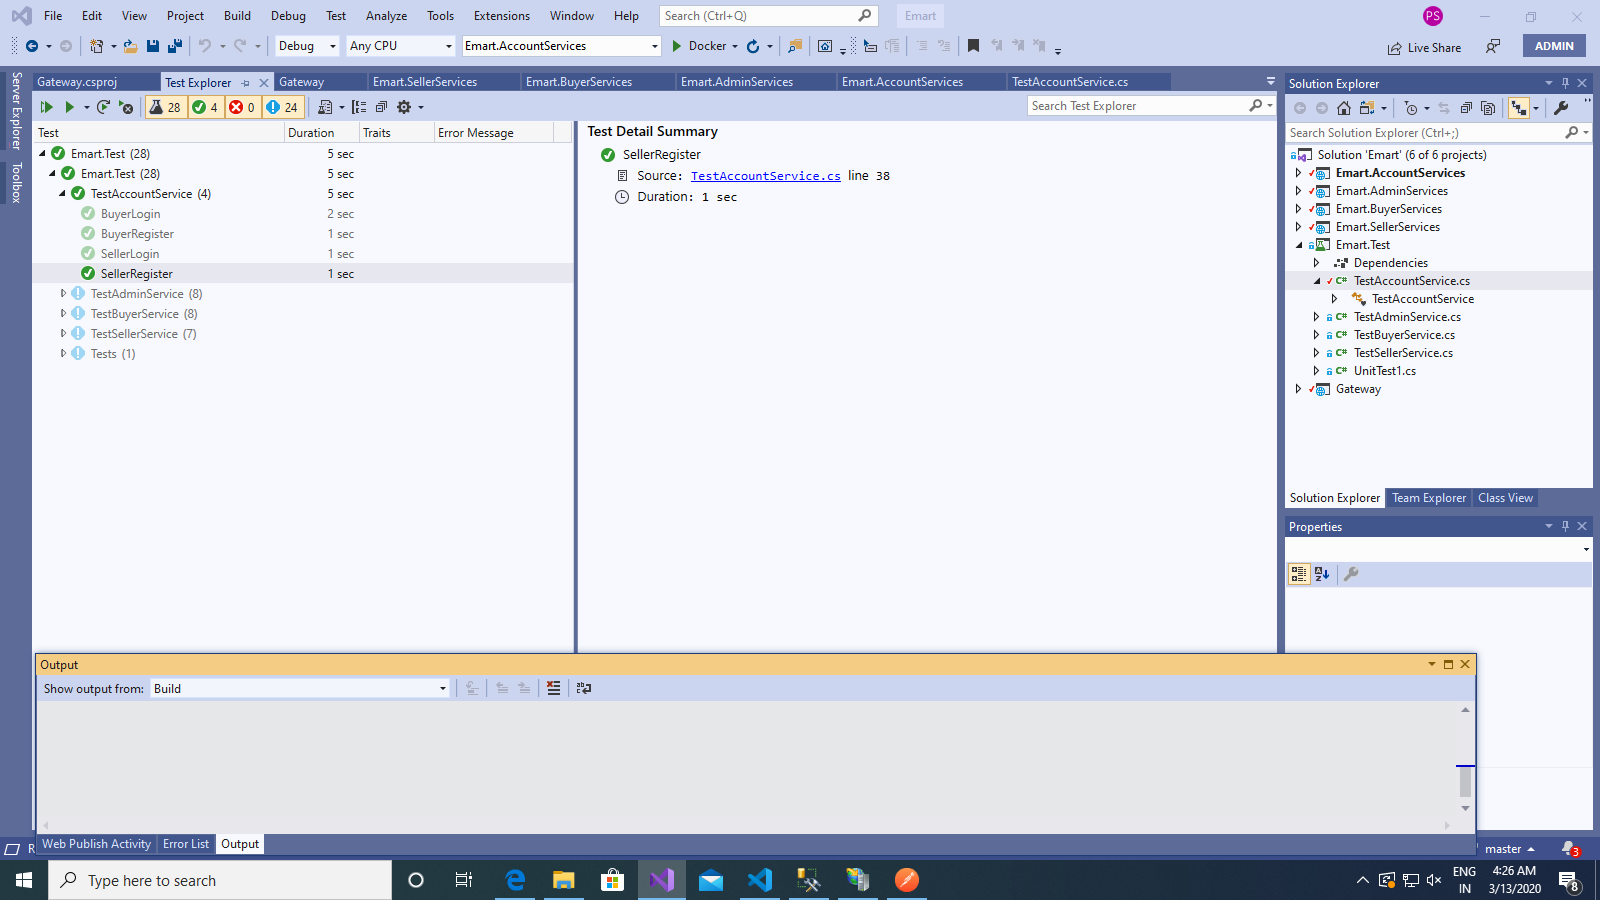 File Edit View Project Build Debug Test Analyze Tools Extensions Window Help Search (Ctrl+Q) Emart PS
Debug Any CPU Emart.AccountServices Docker Live Share ADMIN
Server Explorer
Toolbox
Gateway.csproj Test Explorer Gateway Emart.SellerServices Emart.BuyerServices Emart.AdminServices Emart.AccountServices TestAccountService.cs
28 4 0 24 Search Test Explorer
Test Duration Traits Error Message
Emart.Test (28) 5 sec
Emart.Test (28) 5 sec
TestAccountService (4) 5 sec
BuyerLogin 2 sec
BuyerRegister 1 sec
SellerLogin 1 sec
SellerRegister 1 sec
TestAdminService (8)
TestBuyerService (8)
TestSellerService (7)
Tests (1)
Test Detail Summary
SellerRegister
Source: TestAccountService.cs line 38
Duration: 1 sec
Solution Explorer
Search Solution Explorer (Ctrl+;)
Solution 'Emart' (6 of 6 projects)
Emart.AccountServices
Emart.AdminServices
Emart.BuyerServices
Emart.SellerServices
Emart.Test
Dependencies
C# TestAccountService.cs
TestAccountService
C# TestAdminService.cs
C# TestBuyerService.cs
C# TestSellerService.cs
C# UnitTest1.cs
Gateway
Solution Explorer Team Explorer Class View
Properties
Output
Show output from: Build
Web Publish Activity Error List Output
R master 3
Type here to search
ENG
IN
4:26 AM
3/13/2020
8